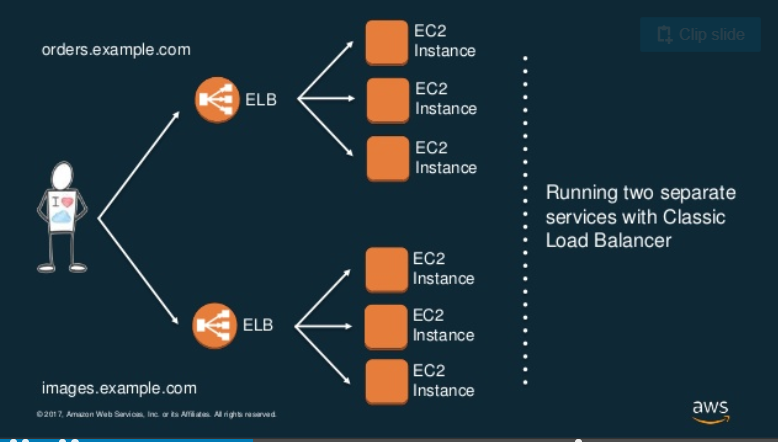 Clip slide
orders.example.com
ELB
EC2
Instance
EC2
Instance
EC2
Instance
Running two separate
services with Classic
Load Balancer
I
EC2
Instance
ELB
EC2
Instance
EC2
Instance
images.example.com
© 2017, Amazon Web Services, Inc. or its Affiliates. All rights reserved.
aws